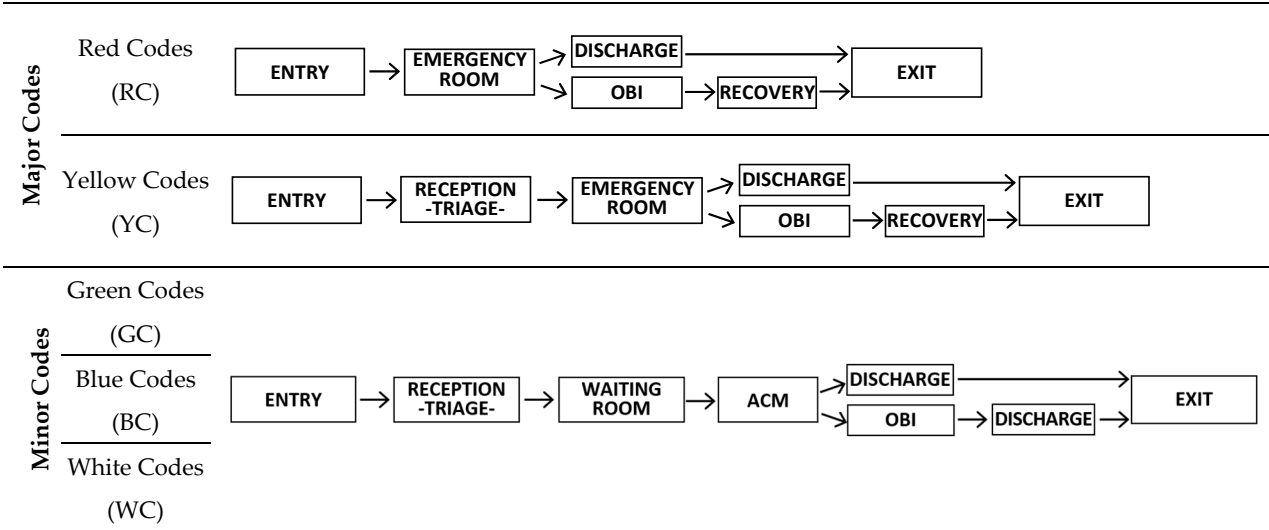 Major Codes
Red Codes
(RC)
ENTRY
EMERGENCY
ROOM
DISCHARGE
OBI
RECOVERY
EXIT
Yellow Codes
(YC)
ENTRY
RECEPTION
-TRIAGE-
EMERGENCY
ROOM
DISCHARGE
OBI
RECOVERY
EXIT
Minor Codes
Green Codes
(GC)
Blue Codes
(BC)
White Codes
(WC)
ENTRY
RECEPTION
-TRIAGE-
WAITING
ROOM
ACM
DISCHARGE
OBI
DISCHARGE
EXIT